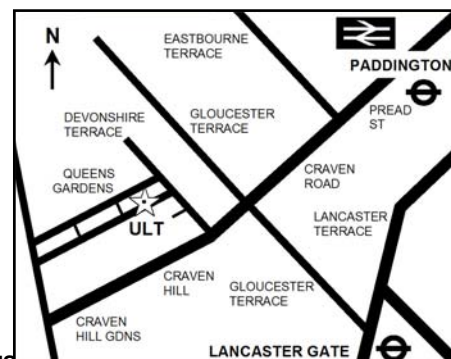 N
EASTBOURNE
TERRACE
PADDINGTON
DEVONSHIRE
TERRACE
GLOUCESTER
TERRACE
PREAD
ST
QUEENS
GARDENS
CRAVEN
ROAD
ULT
LANCASTER
TERRACE
CRAVEN
HILL
GLOUCESTER
TERRACE
CRAVEN
HILL GDNS
LANCASTER GATE